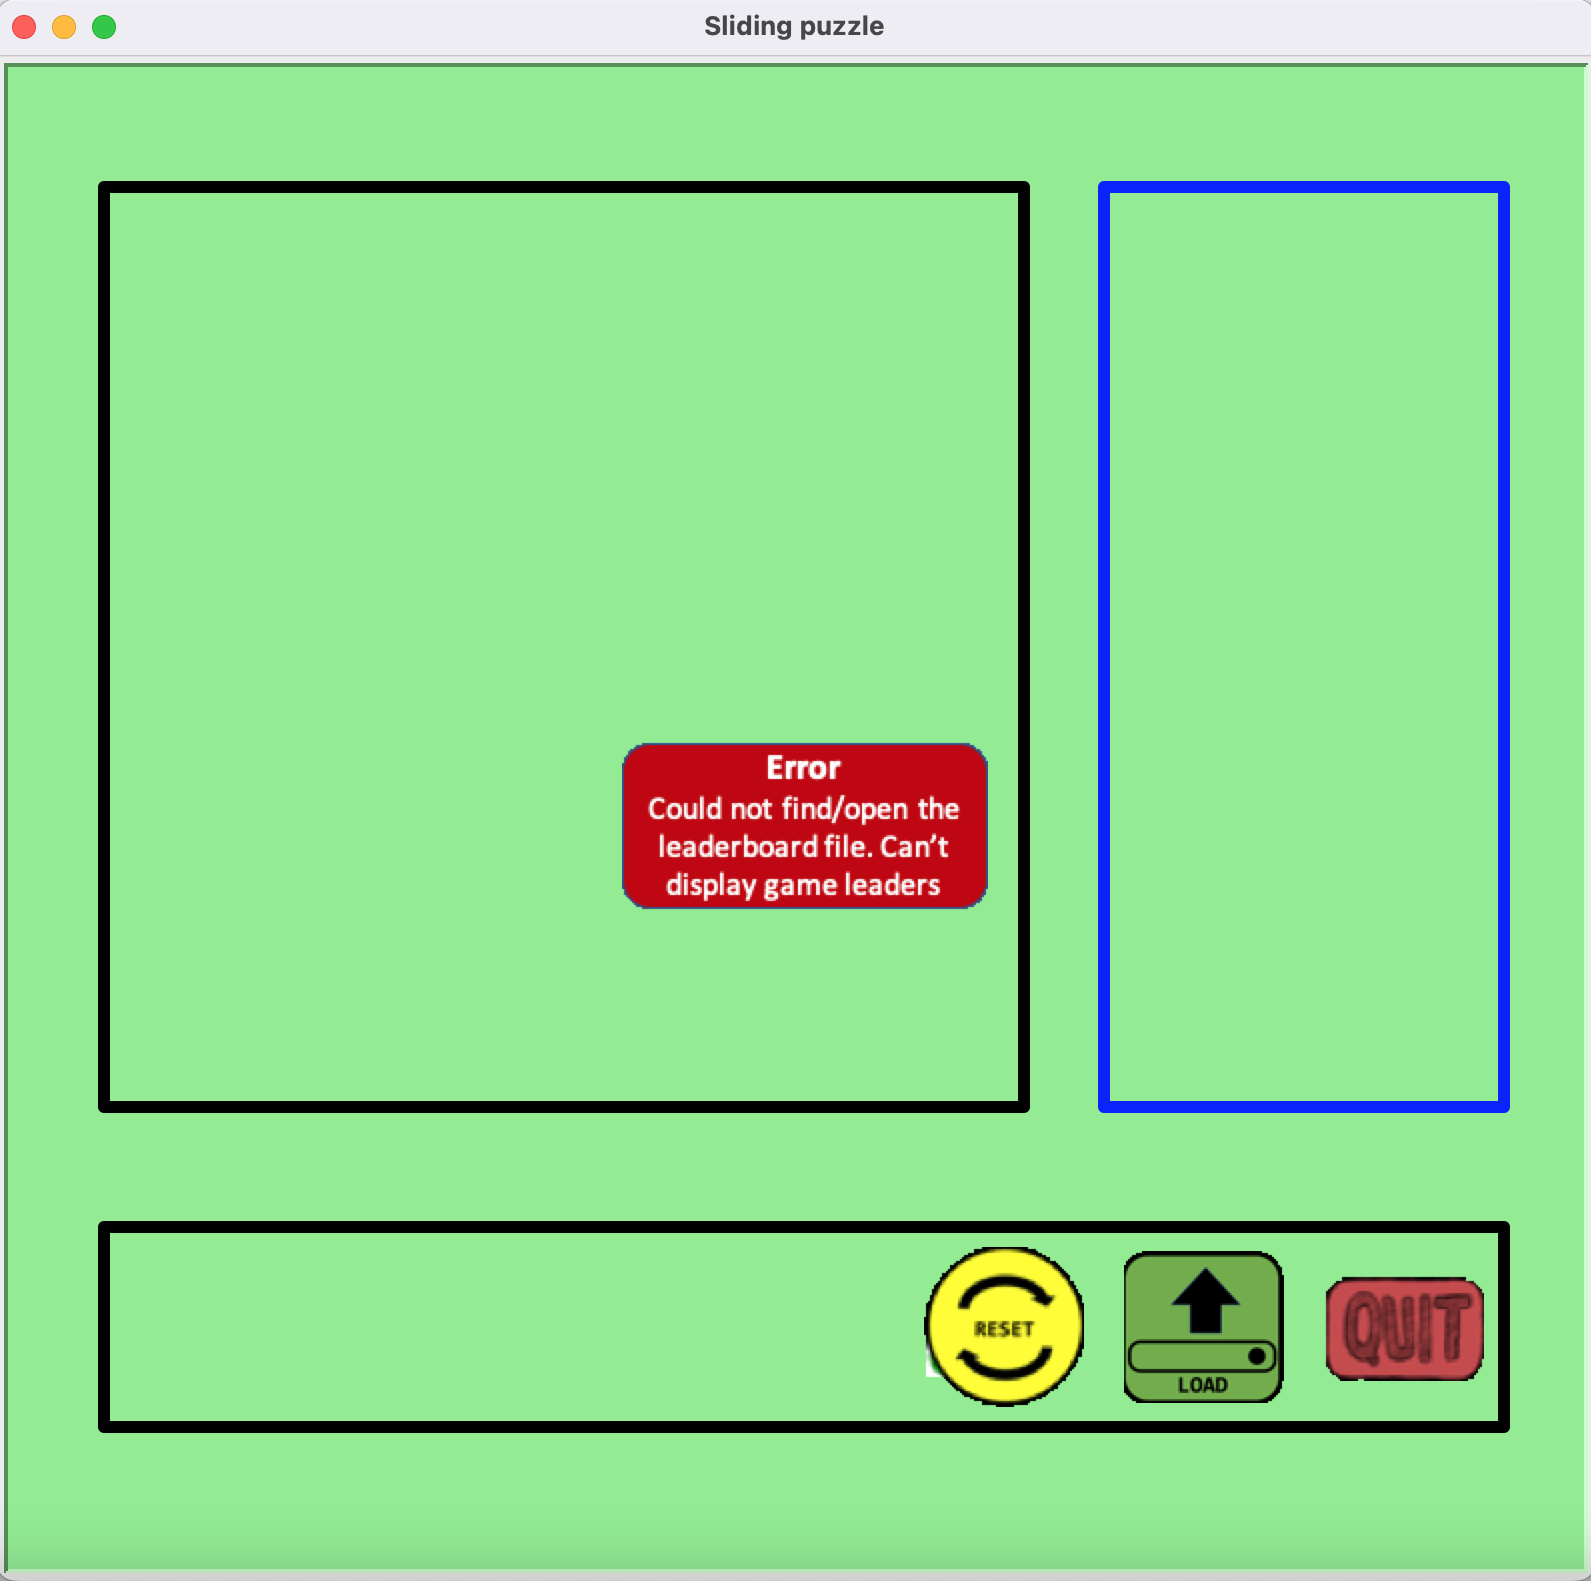 Sliding puzzle
Error
Could not find/open the
leaderboard file. Can't
display game leaders
RESET
LOAD
QUIT